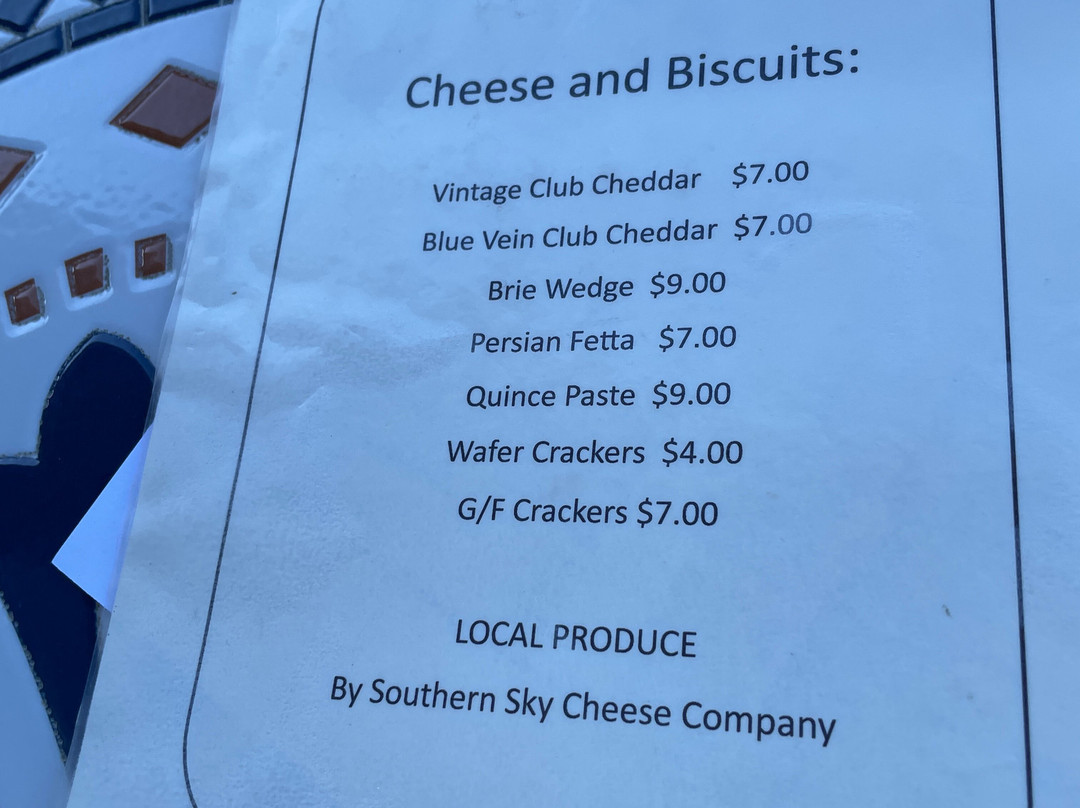 Cheese and Biscuits:
Vintage Club Cheddar $7.00
Blue Vein Club Cheddar $7.00
Brie Wedge $9.00
Persian Fetta $7.00
Quince Paste $9.00
Wafer Crackers $4.00
G/F Crackers $7.00
LOCAL PRODUCE
By Southern Sky Cheese Company